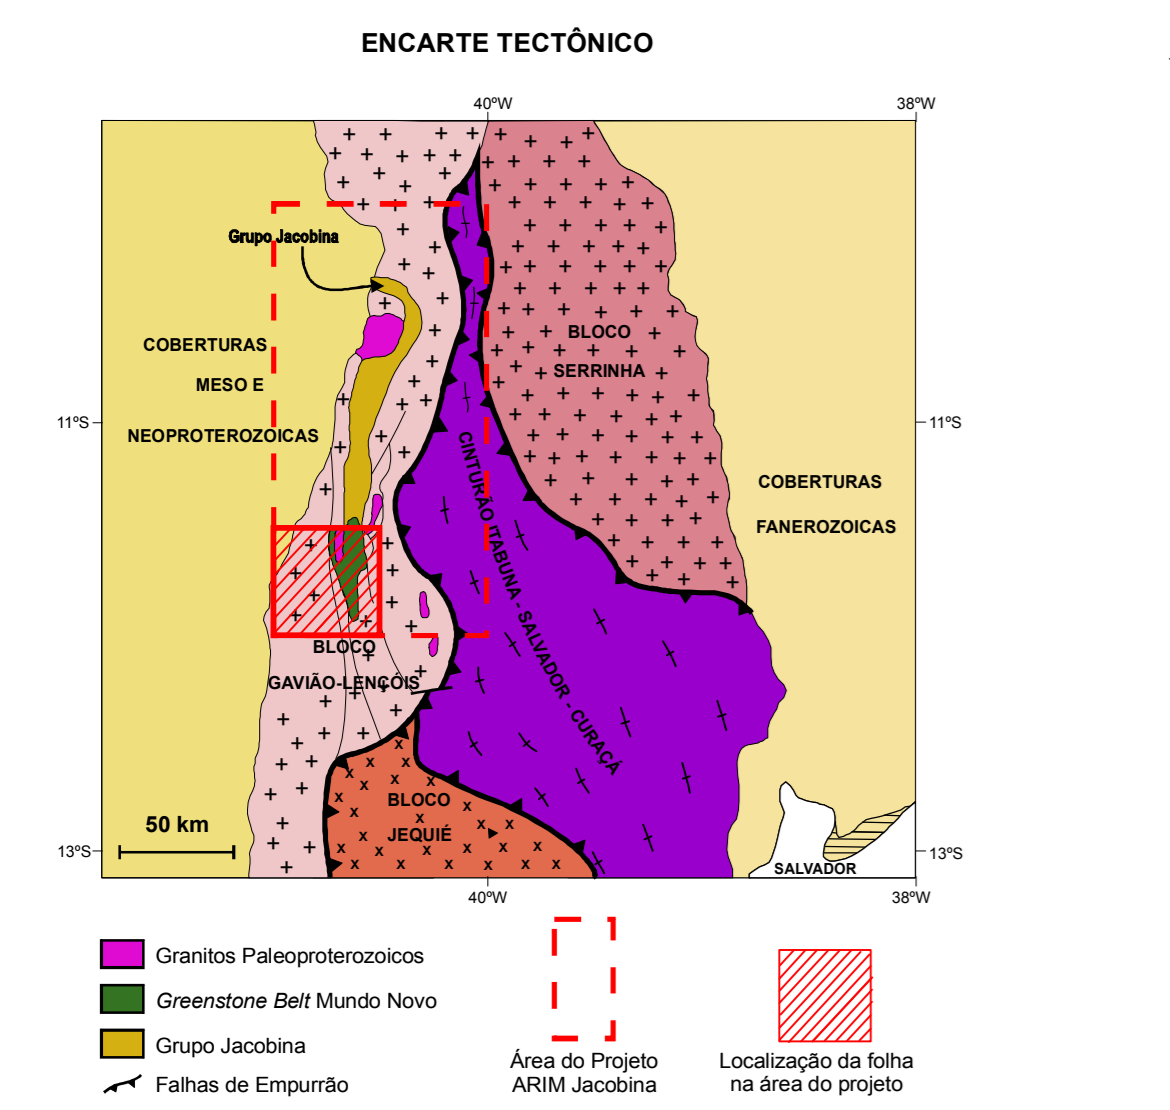 ENCARTE TECTÔNICO
40ºW
38ºW
Grupo Jacobina
BLOCO
SERRINHA
COBERTURAS
MESO E
NEOPROTEROZOICAS
11ºS
11ºS
CINTURÃO ITABUNA - SALVADOR - CURAÇÁ
COBERTURAS
FANEROZOICAS
BLOCO
GAVIÃO-LENÇÓIS
BLOCO
JEQUIÉ
50 km
13ºS
13ºS
SALVADOR
40ºW
38ºW
Granitos Paleoproterozoicos
Greenstone Belt Mundo Novo
Grupo Jacobina
Falhas de Empurrão
Área do Projeto
ARIM Jacobina
Localização da folha
na área do projeto